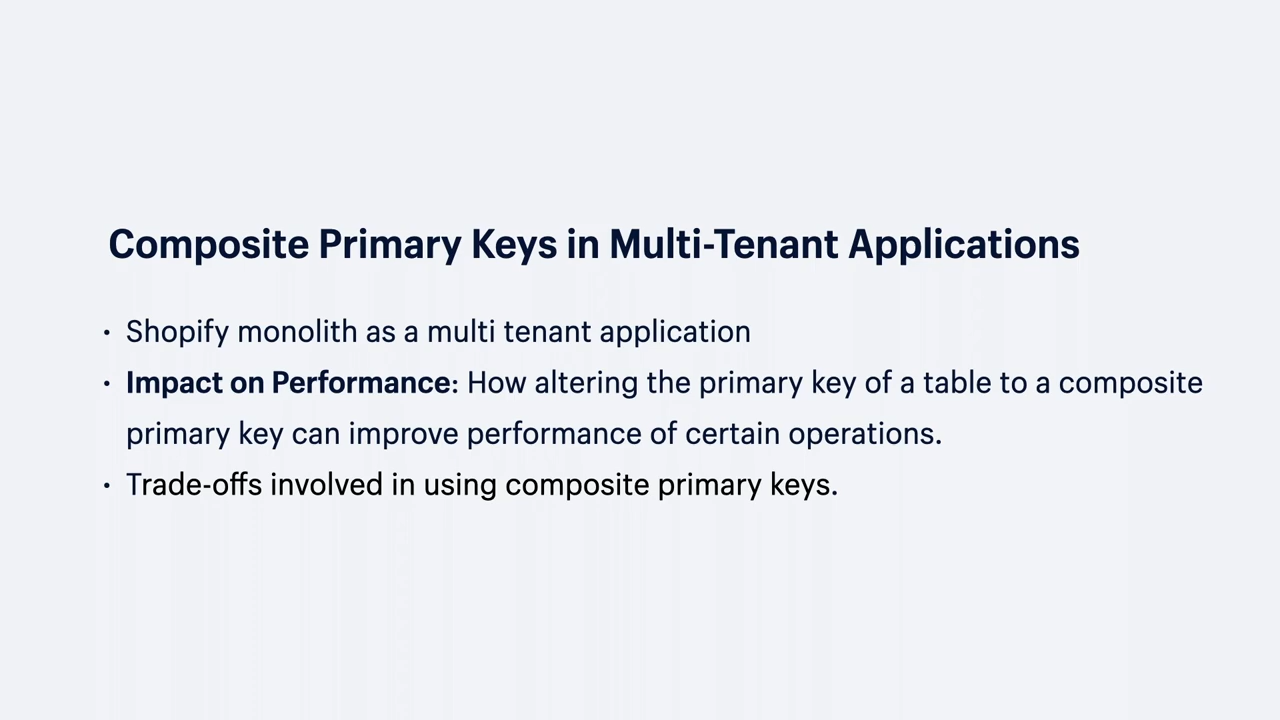 Composite Primary Keys in Multi-Tenant Applications
• Shopify monolith as a multi tenant application
• Impact on Performance: How altering the primary key of a table to a composite
primary key can improve performance of certain operations.
• Trade-offs involved in using composite primary keys.